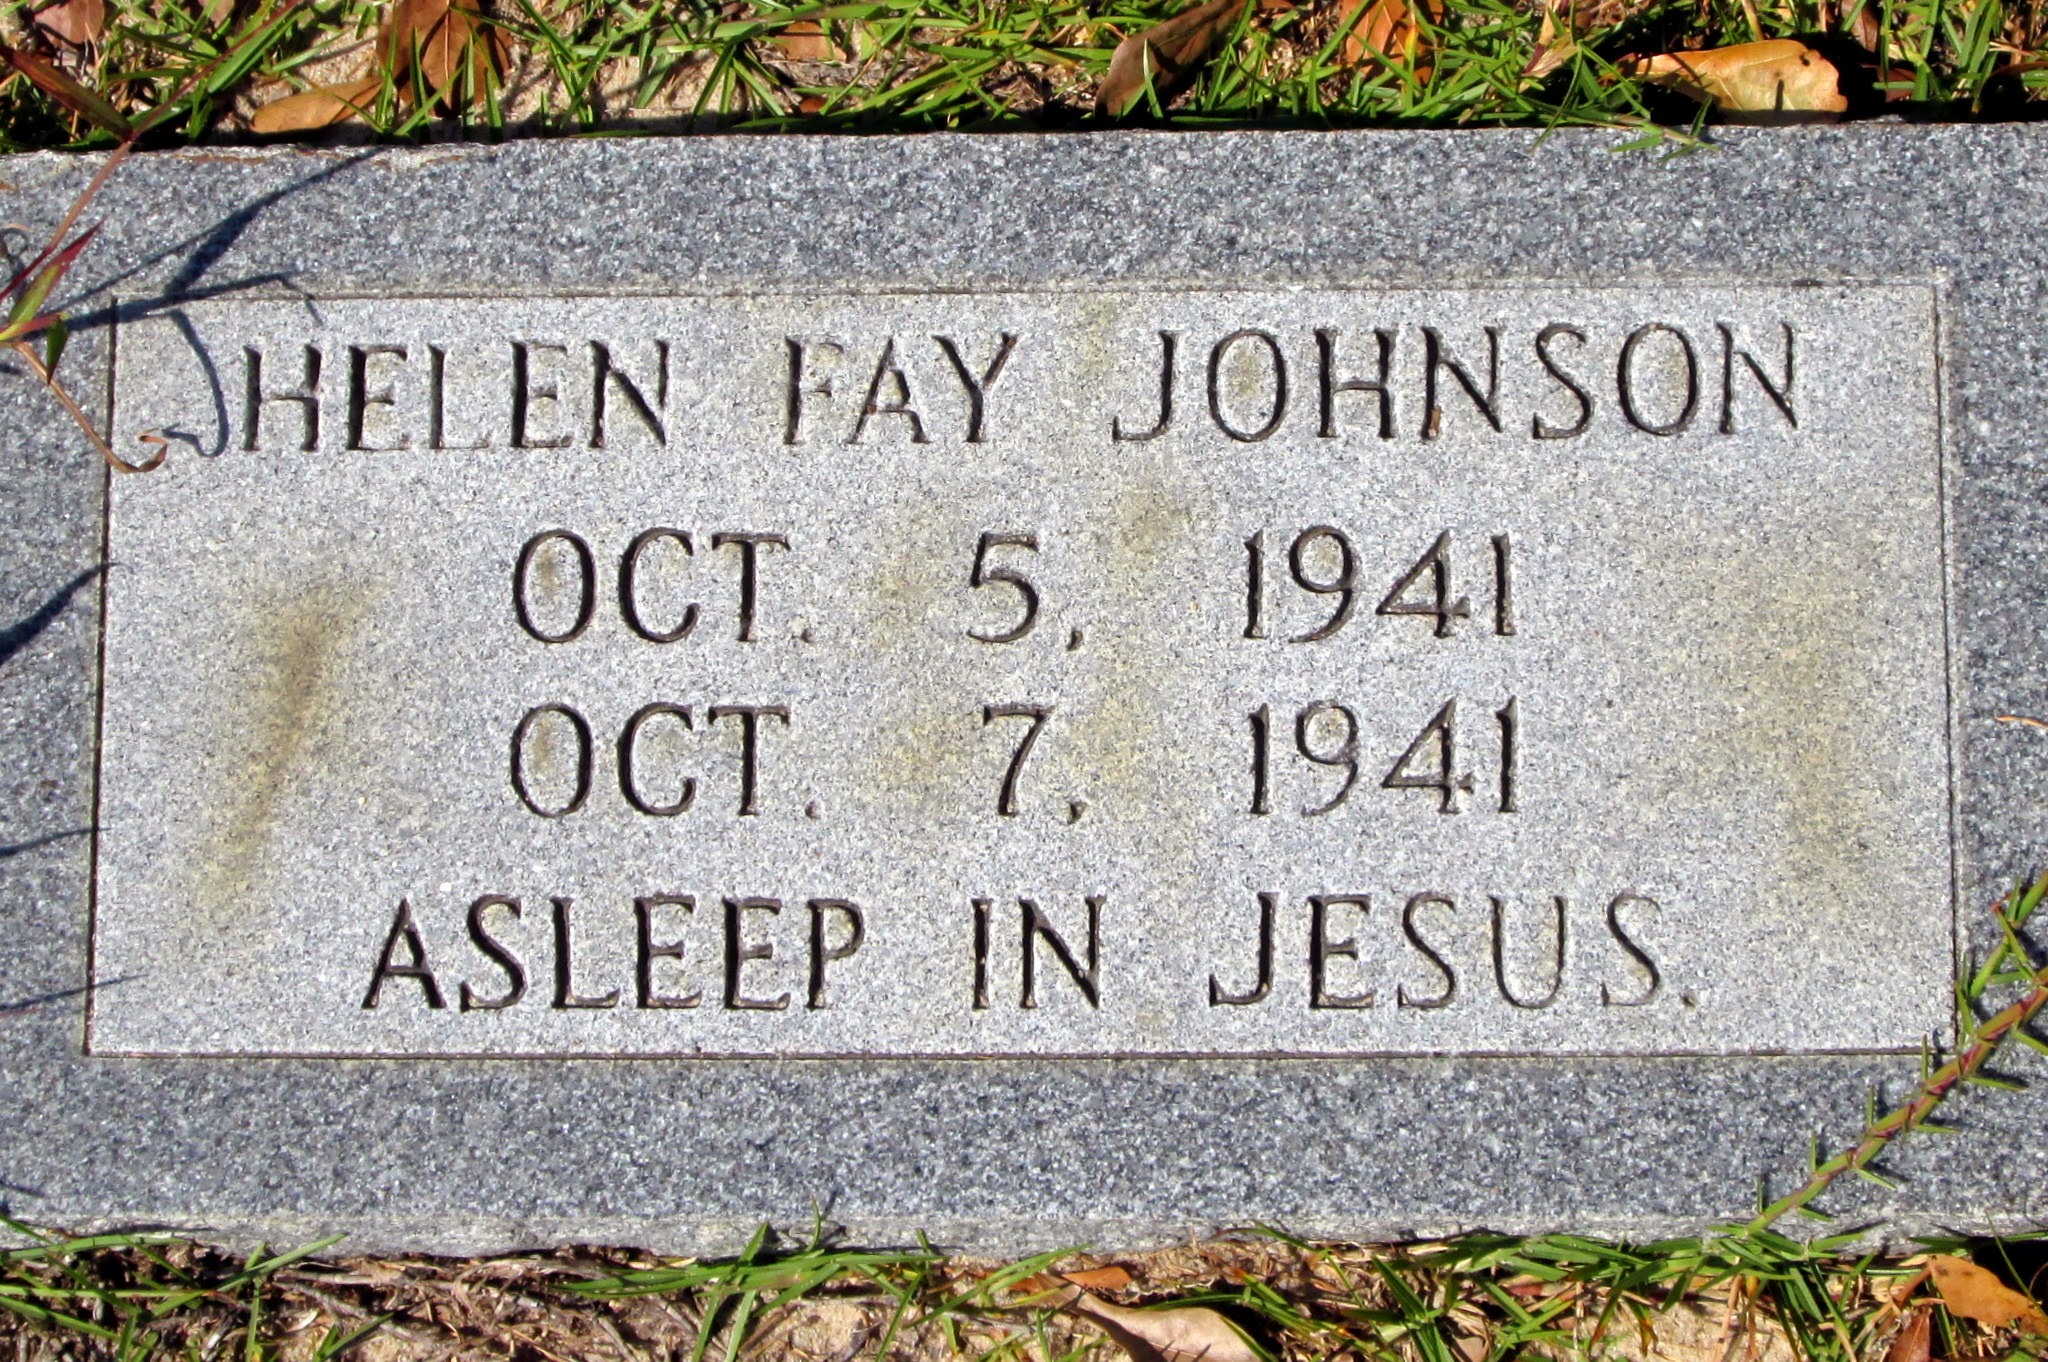 HELEN FAY JOHNSON
OCT. 5, 1941
OCT. 7, 1941
ASLEEP IN JESUS.